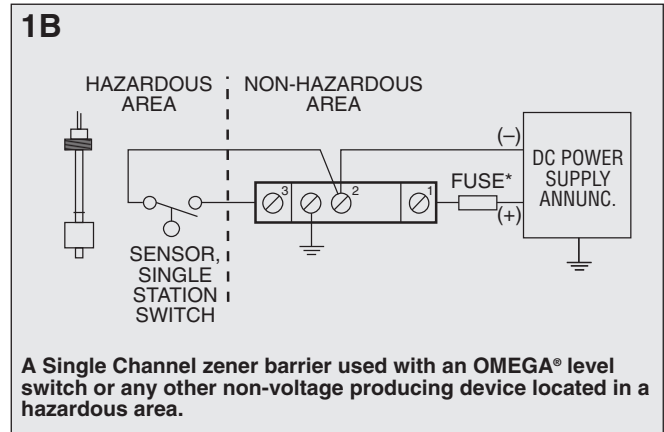 1B
HAZARDOUS
AREA
NON-HAZARDOUS
AREA
(–)
DC POWER
SUPPLY
ANNUNC.
3
2
1
FUSE*
(+)
SENSOR,
SINGLE
STATION
SWITCH
A Single Channel zener barrier used with an OMEGA® level
switch or any other non-voltage producing device located in a
hazardous area.